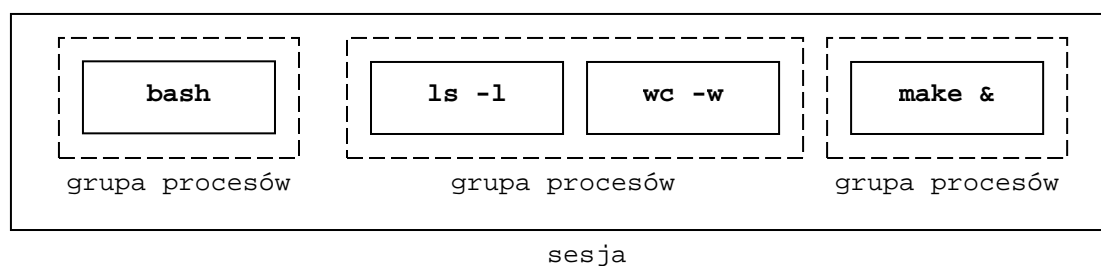 bash ls -l wc -w make &
grupa procesów grupa procesów grupa procesów
sesja